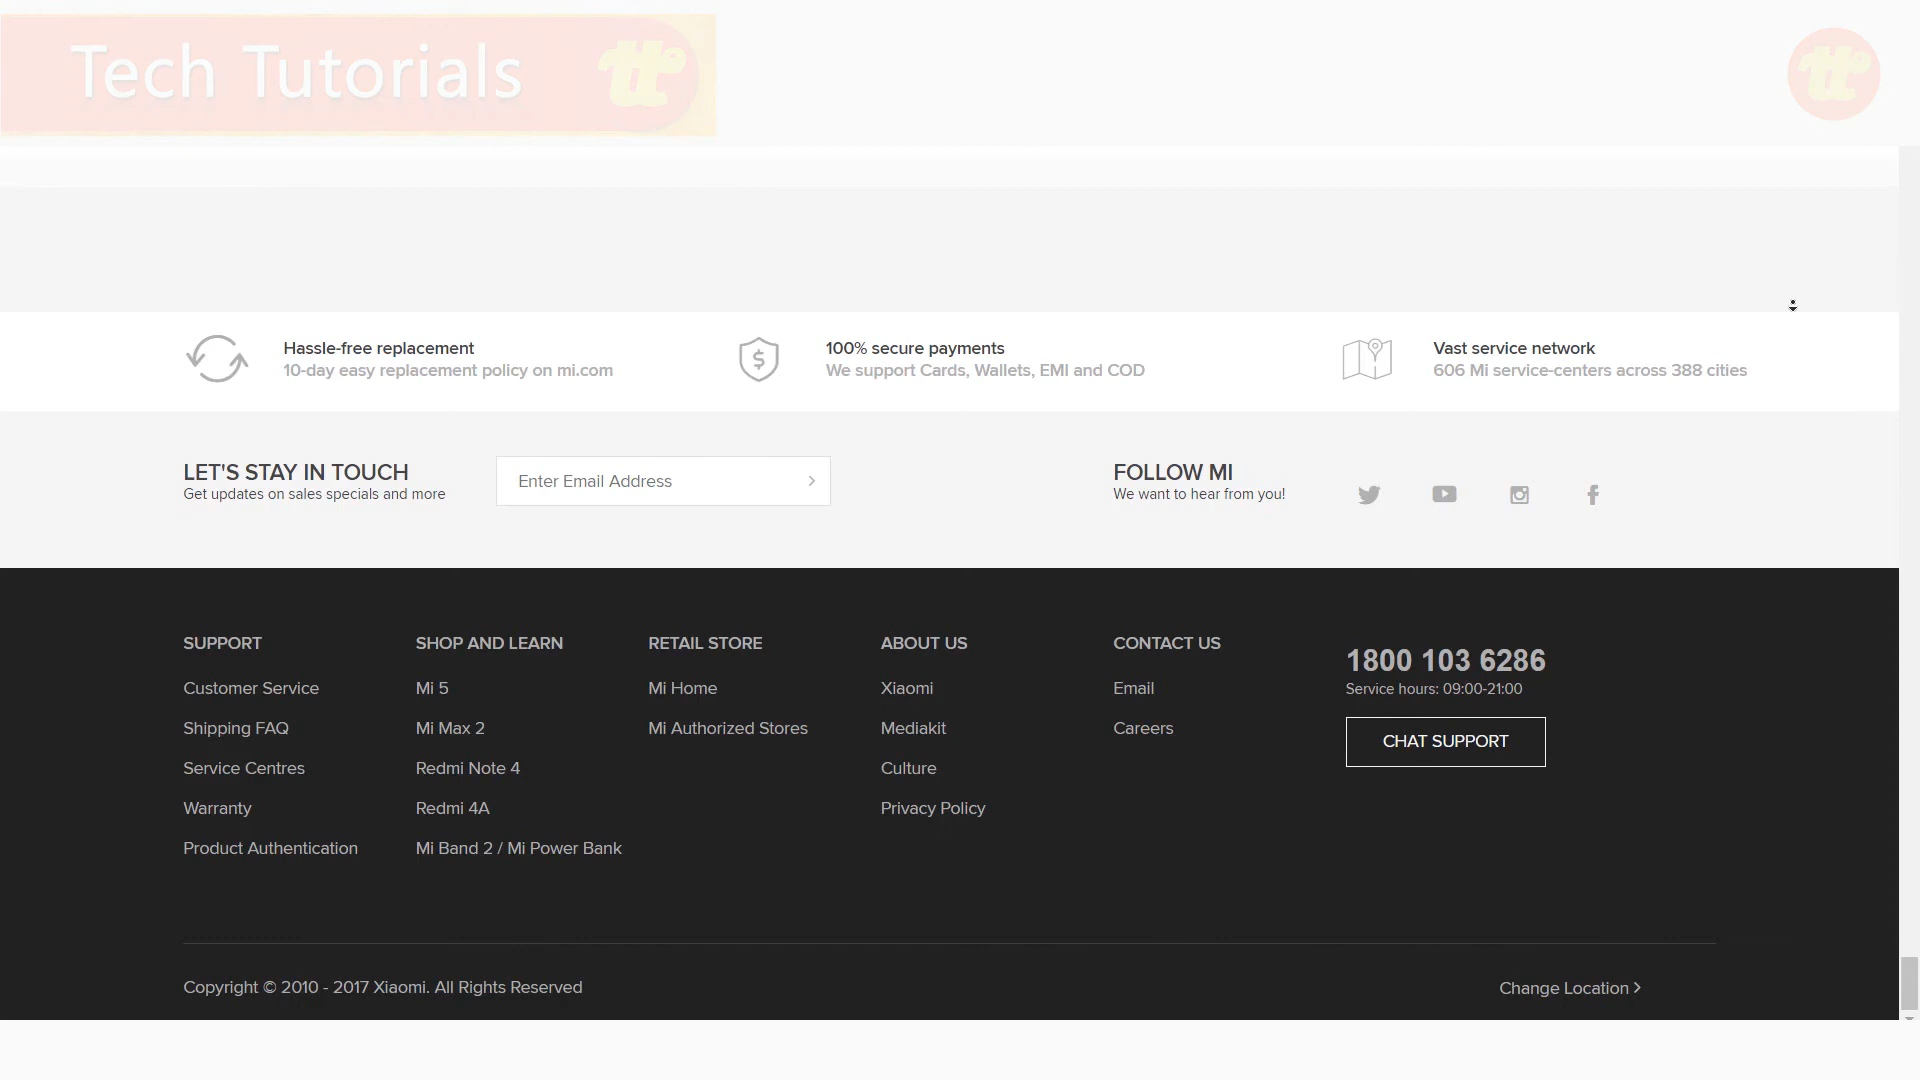 Tech Tutorials
tt
tt
Hassle-free replacement
10-day easy replacement policy on mi.com
100% secure payments
We support Cards, Wallets, EMI and COD
Vast service network
606 Mi service-centers across 388 cities
LET'S STAY IN TOUCH
Get updates on sales specials and more
Enter Email Address
FOLLOW MI
We want to hear from you!
SUPPORT
Customer Service
Shipping FAQ
Service Centres
Warranty
Product Authentication
SHOP AND LEARN
Mi 5
Mi Max 2
Redmi Note 4
Redmi 4A
Mi Band 2 / Mi Power Bank
RETAIL STORE
Mi Home
Mi Authorized Stores
ABOUT US
Xiaomi
Mediakit
Culture
Privacy Policy
CONTACT US
Email
Careers
1800 103 6286
Service hours: 09:00-21:00
CHAT SUPPORT
Copyright © 2010 - 2017 Xiaomi. All Rights Reserved
Change Location >